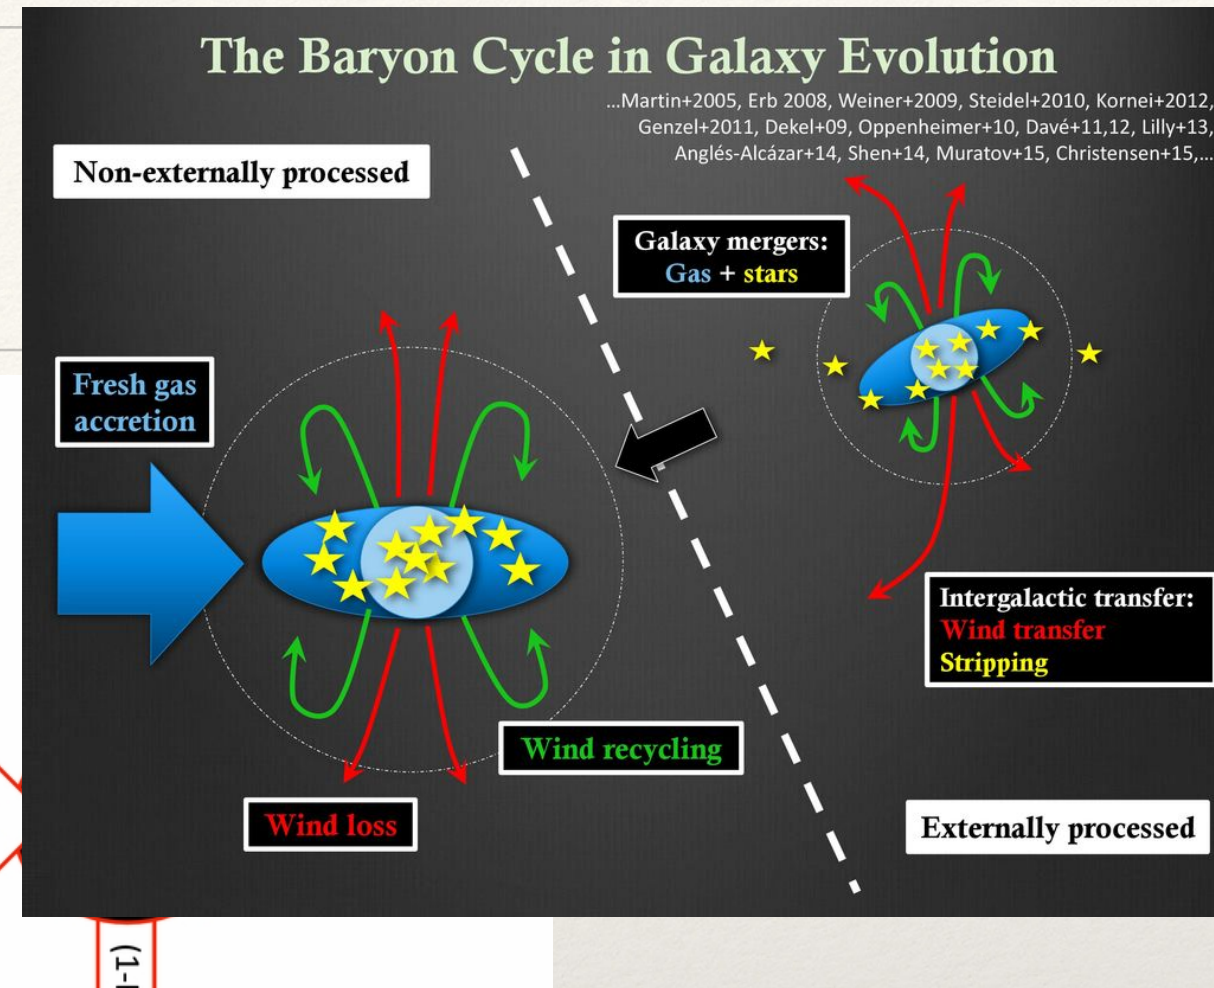 The Baryon Cycle in Galaxy Evolution
...Martin+2005, Erb 2008, Weiner+2009, Steidel+2010, Kornei+2012,
Genzel+2011, Dekel+09, Oppenheimer+10, Davé+11,12, Lilly+13,
Anglés-Alcázar+14, Shen+14, Muratov+15, Christensen+15,...
Non-externally processed
Galaxy mergers:
Gas + stars
Fresh gas
accretion
Intergalactic transfer:
Wind transfer
Stripping
Wind recycling
Wind loss
Externally processed